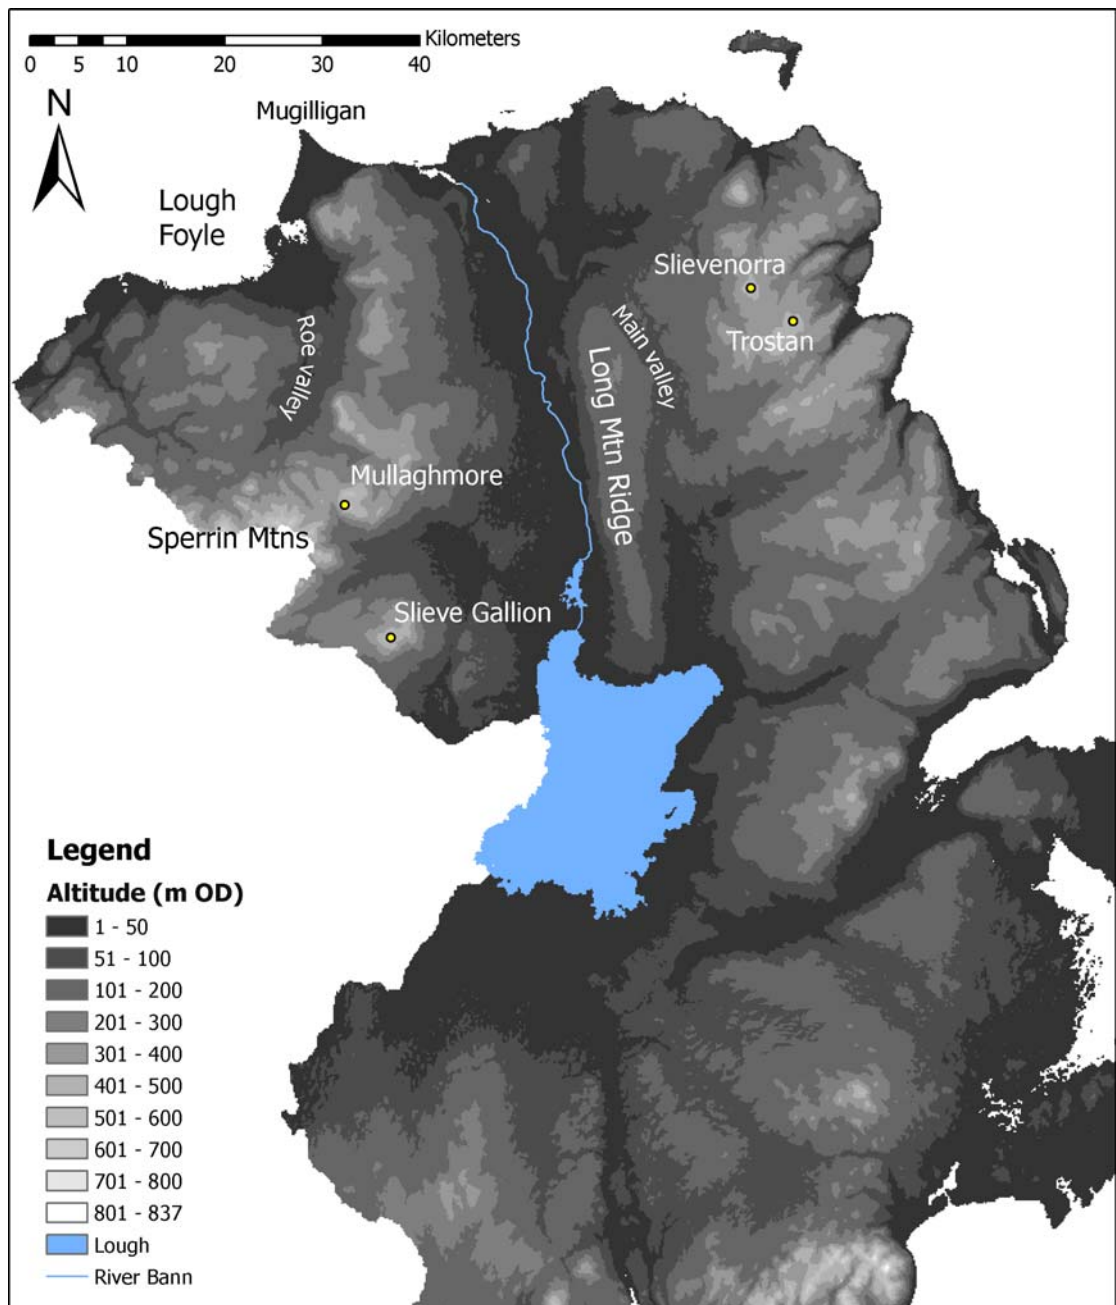 Kilometers
0 5 10 20 30 40
N
Mugilligan
Lough
Foyle
Slievenorra
Trostan
Main valley
Roe valley
Long Mtn Ridge
Mullaghmore
Sperrin Mtns
Slieve Gallion
Legend
Altitude (m OD)
1 - 50
51 - 100
101 - 200
201 - 300
301 - 400
401 - 500
501 - 600
601 - 700
701 - 800
801 - 837
Lough
River Bann